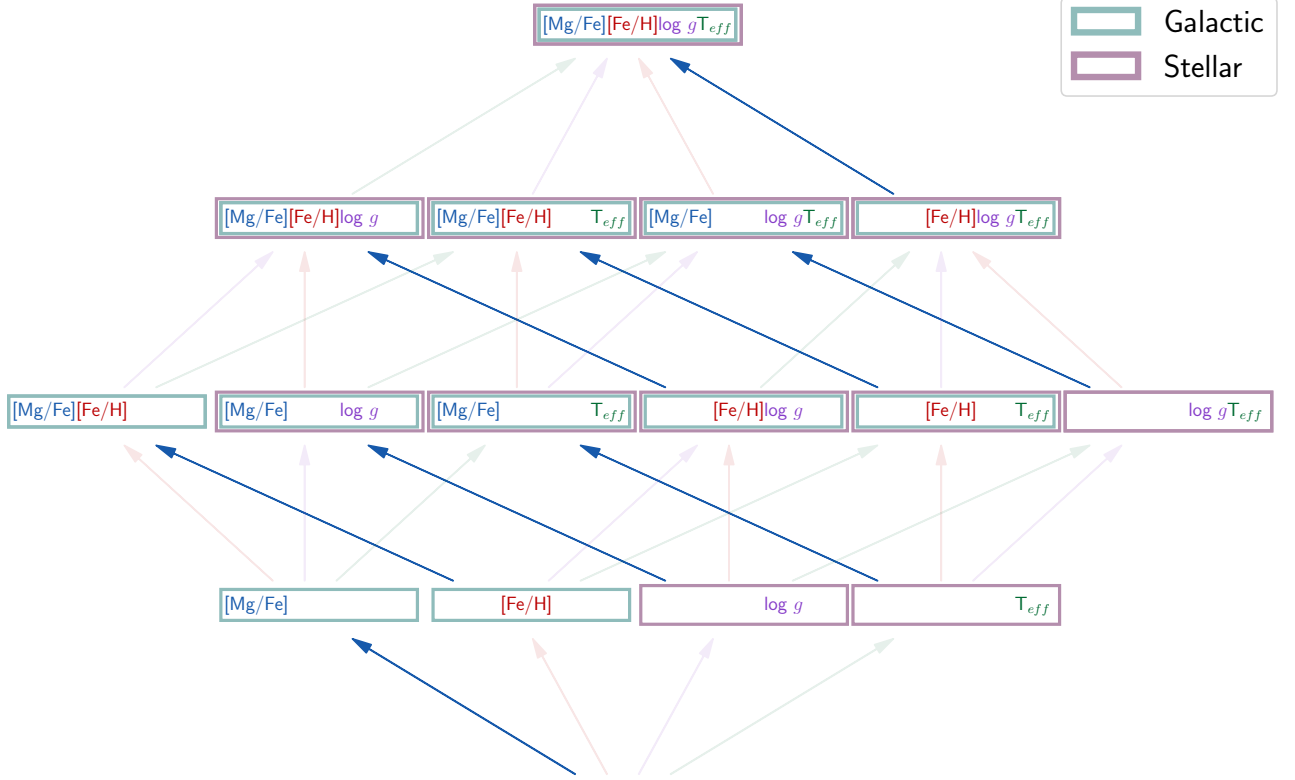 [Mg/Fe][Fe/H]log gT_eff
Galactic
Stellar
[Mg/Fe][Fe/H]log g
[Mg/Fe][Fe/H] T_eff
[Mg/Fe] log gT_eff
[Fe/H]log gT_eff
[Mg/Fe][Fe/H]
[Mg/Fe] log g
[Mg/Fe] T_eff
[Fe/H]log g
[Fe/H] T_eff
log gT_eff
[Mg/Fe]
[Fe/H]
log g
T_eff